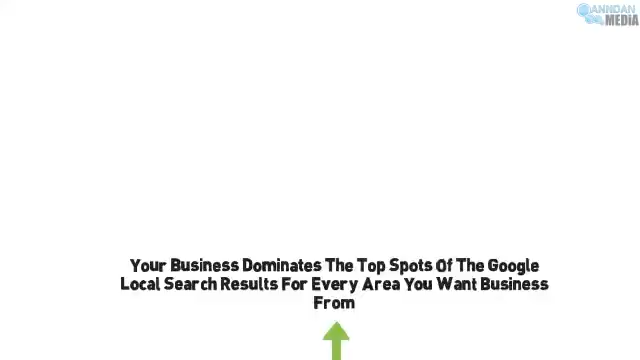 ANNDAN
MEDIA
Your Business Dominates The Top Spots Of The Google
Local Search Results For Every Area You Want Business
From